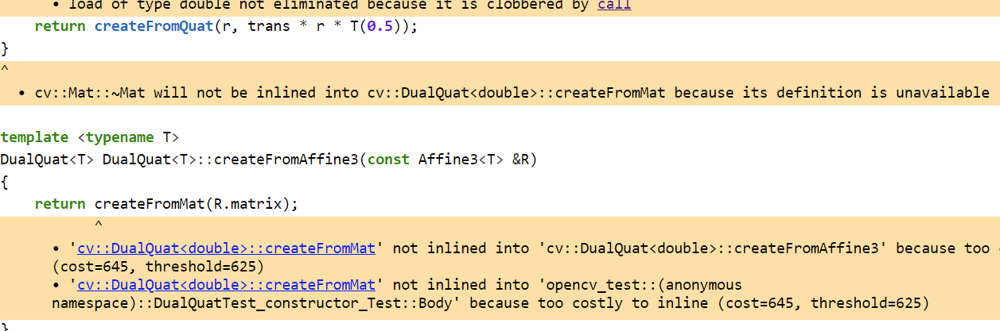 • load of type double not eliminated because it is clobbered by call
return createFromQuat(r, trans * r * T(0.5));
}
^
• cv::Mat::~Mat will not be inlined into cv::DualQuat<double>::createFromMat because its definition is unavailable
template <typename T>
DualQuat<T> DualQuat<T>::createFromAffine3(const Affine3<T> &R)
{
return createFromMat(R.matrix);
^
• 'cv::DualQuat<double>::createFromMat' not inlined into 'cv::DualQuat<double>::createFromAffine3' because too
(cost=645, threshold=625)
• 'cv::DualQuat<double>::createFromMat' not inlined into 'opencv_test::(anonymous
namespace)::DualQuatTest_constructor_Test::Body' because too costly to inline (cost=645, threshold=625)
}